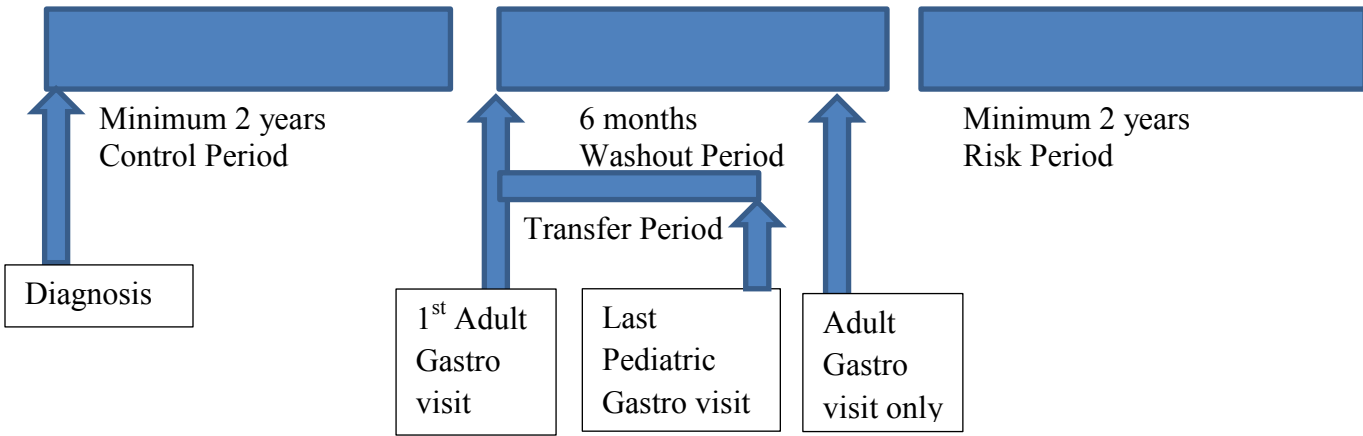 Minimum 2 years
Control Period
6 months
Washout Period
Minimum 2 years
Risk Period
Transfer Period
Diagnosis
1st Adult
Gastro
visit
Last
Pediatric
Gastro visit
Adult
Gastro
visit only